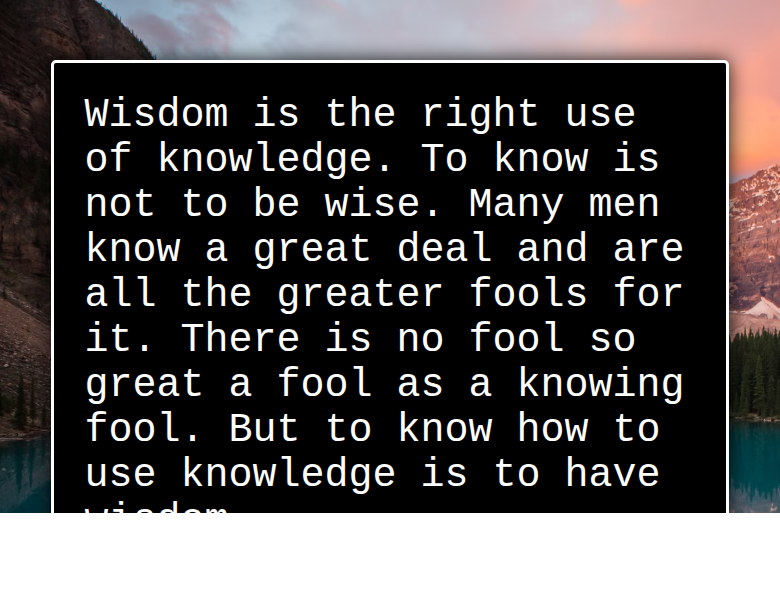 Wisdom is the right use
of knowledge. To know is
not to be wise. Many men
know a great deal and are
all the greater fools for
it. There is no fool so
great a fool as a knowing
fool. But to know how to
use knowledge is to have